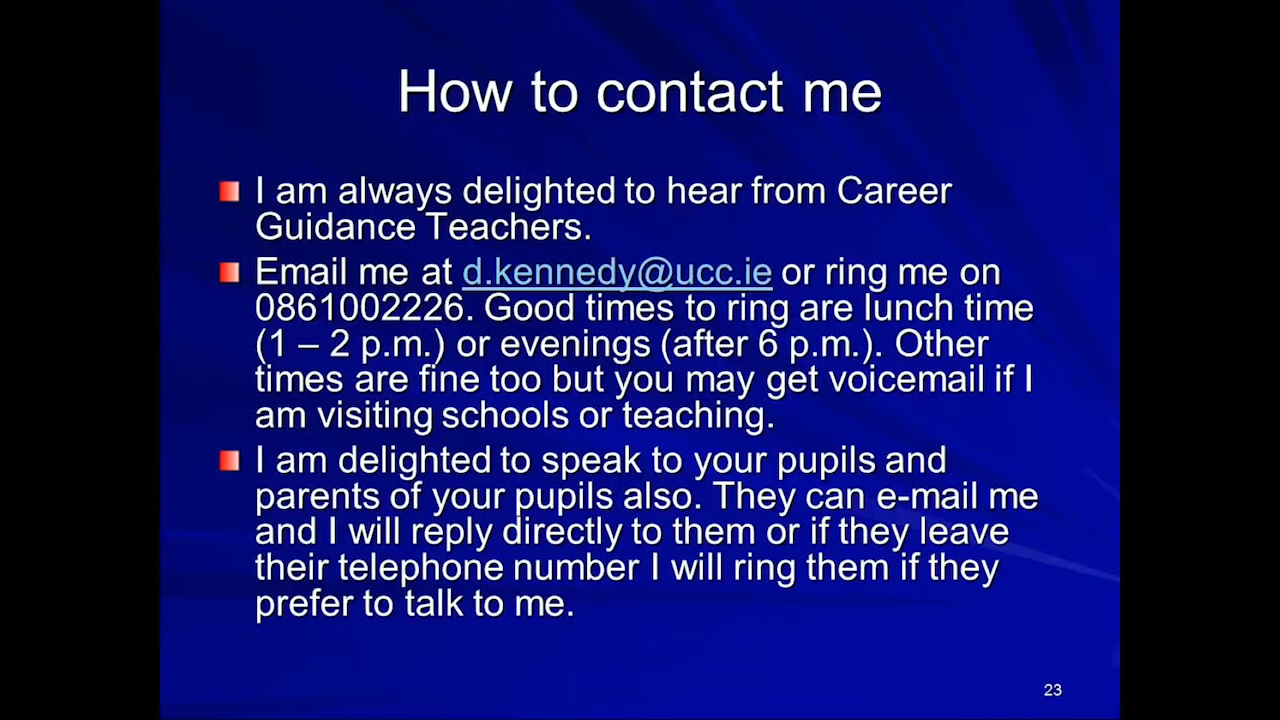 How to contact me
I am always delighted to hear from Career
Guidance Teachers.
Email me at d.kennedy@ucc.ie or ring me on
0861002226. Good times to ring are lunch time
(1 – 2 p.m.) or evenings (after 6 p.m.). Other
times are fine too but you may get voicemail if I
am visiting schools or teaching.
I am delighted to speak to your pupils and
parents of your pupils also. They can e-mail me
and I will reply directly to them or if they leave
their telephone number I will ring them if they
prefer to talk to me.
23